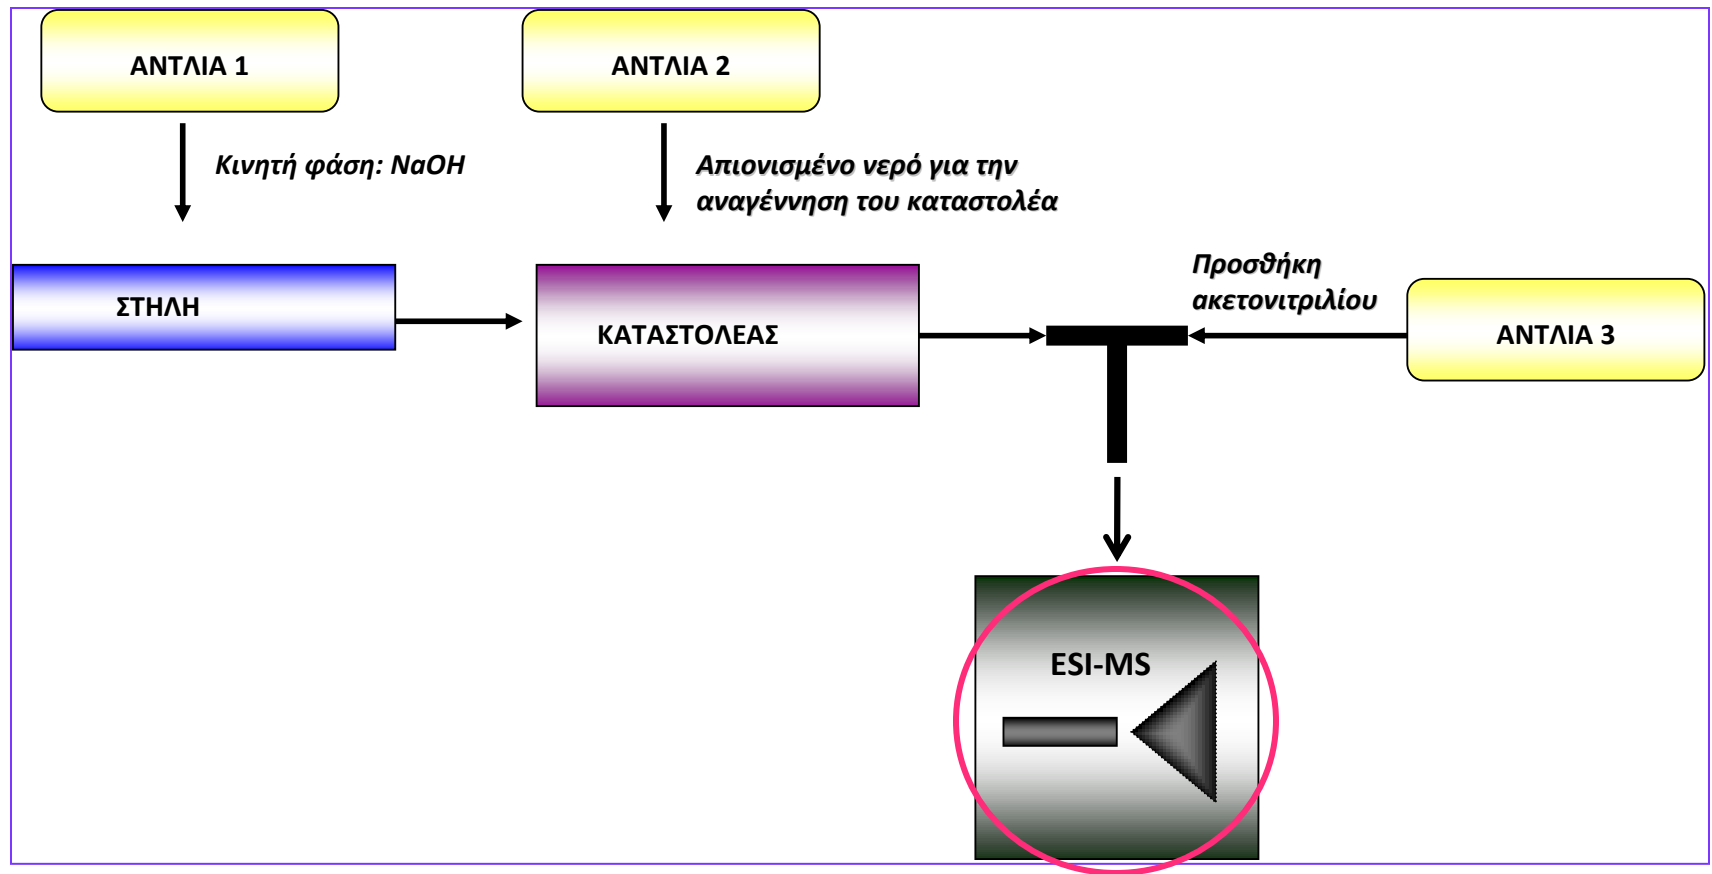 ΑΝΤΛΙΑ 1
ΑΝΤΛΙΑ 2
Κινητή φάση: NaOH
Απιονισμένο νερό για την
αναγέννηση του καταστολέα
Προσθήκη
ακετονιτριλίου
ΣΤΗΛΗ
ΚΑΤΑΣΤΟΛΕΑΣ
ΑΝΤΛΙΑ 3
ESI-MS